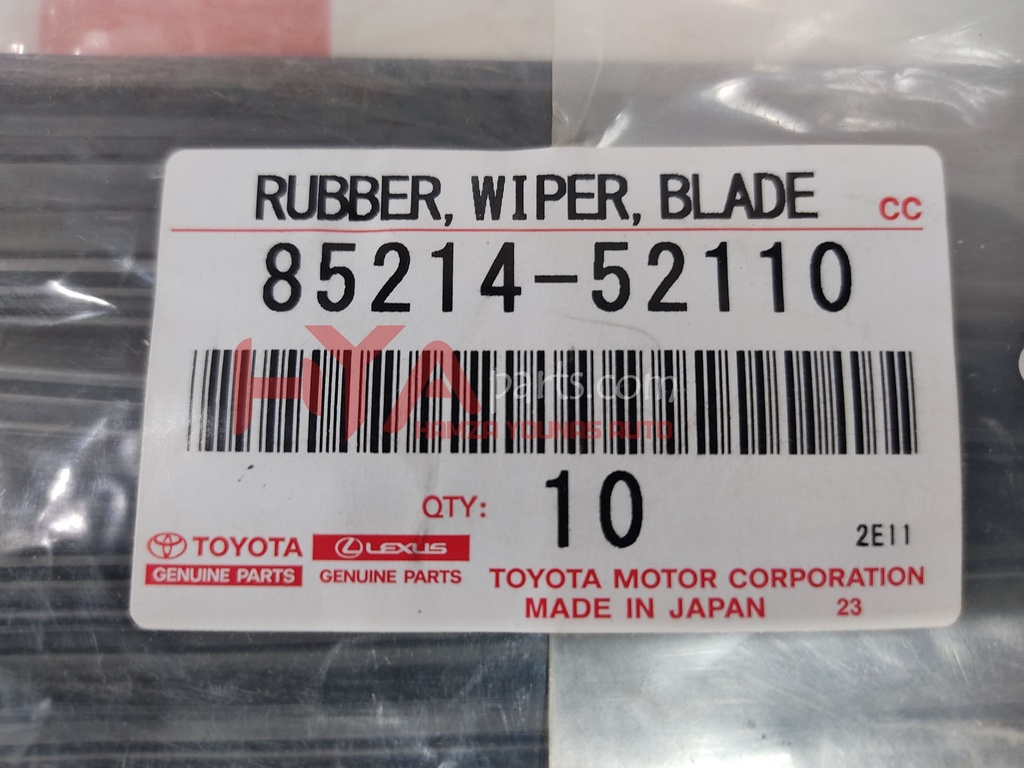 RUBBER, WIPER, BLADE CC
85214-52110
HYA parts.com
HAMZA YOUNAS AUTO
QTY: 10
2E11
TOYOTA LEXUS
GENUINE PARTS GENUINE PARTS
TOYOTA MOTOR CORPORATION
MADE IN JAPAN 23